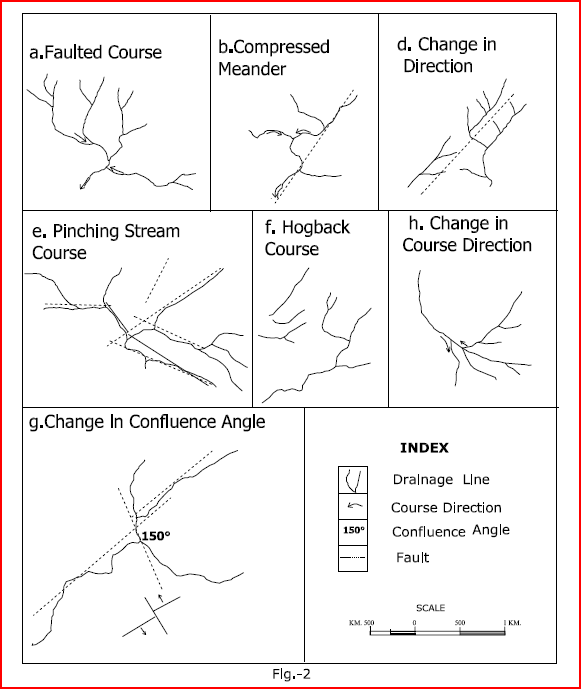 a.Faulted Course
b.Compressed
Meander
d. Change in
Direction
e. Pinching Stream
Course
f. Hogback
Course
h. Change in
Course Direction
g.Change In Confluence Angle
150°
INDEX
Drainage Line
Course Direction
150° Confluence Angle
Fault
SCALE
KM. 500 0 500 1 KM.
Fig.-2